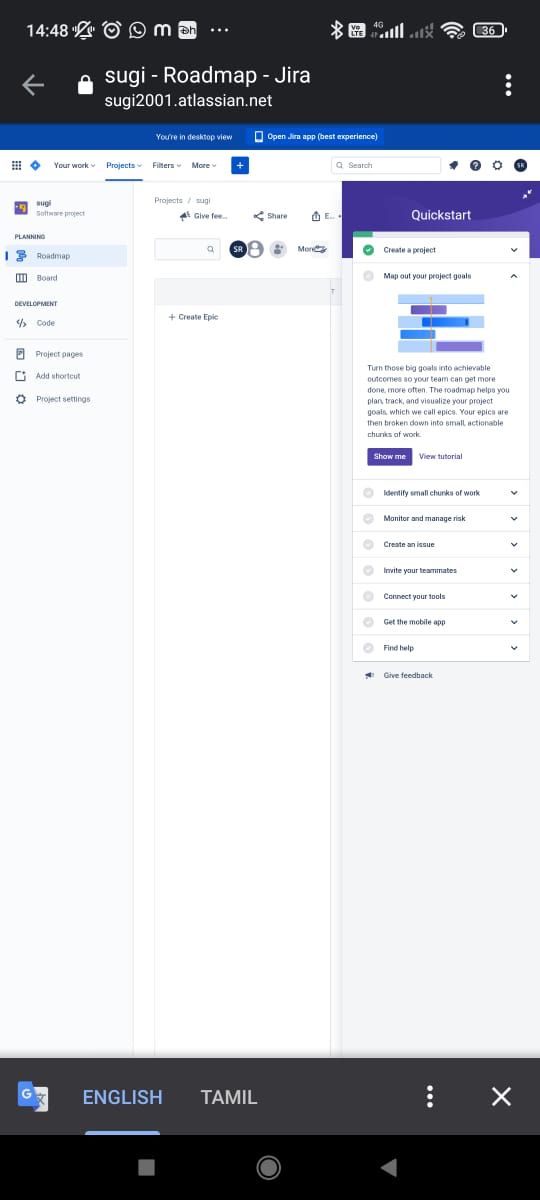 14:48
VoLTE 4G 36
sugi - Roadmap - Jira
sugi2001.atlassian.net
You're in desktop view Open Jira app (best experience)
Your work Projects Filters More + Search SR
sugi
Software project
PLANNING
Roadmap
Board
DEVELOPMENT
Code
Project pages
Add shortcut
Project settings
Projects / sugi
Give fee... Share E...
SR More
T
+ Create Epic
Quickstart
Create a project
Map out your project goals
Turn those big goals into achievable
outcomes so your team can get more
done, more often. The roadmap helps you
plan, track, and visualize your project
goals, which we call epics. Your epics are
then broken down into small, actionable
chunks of work.
Show me View tutorial
Identify small chunks of work
Monitor and manage risk
Create an issue
Invite your teammates
Connect your tools
Get the mobile app
Find help
Give feedback
ENGLISH TAMIL